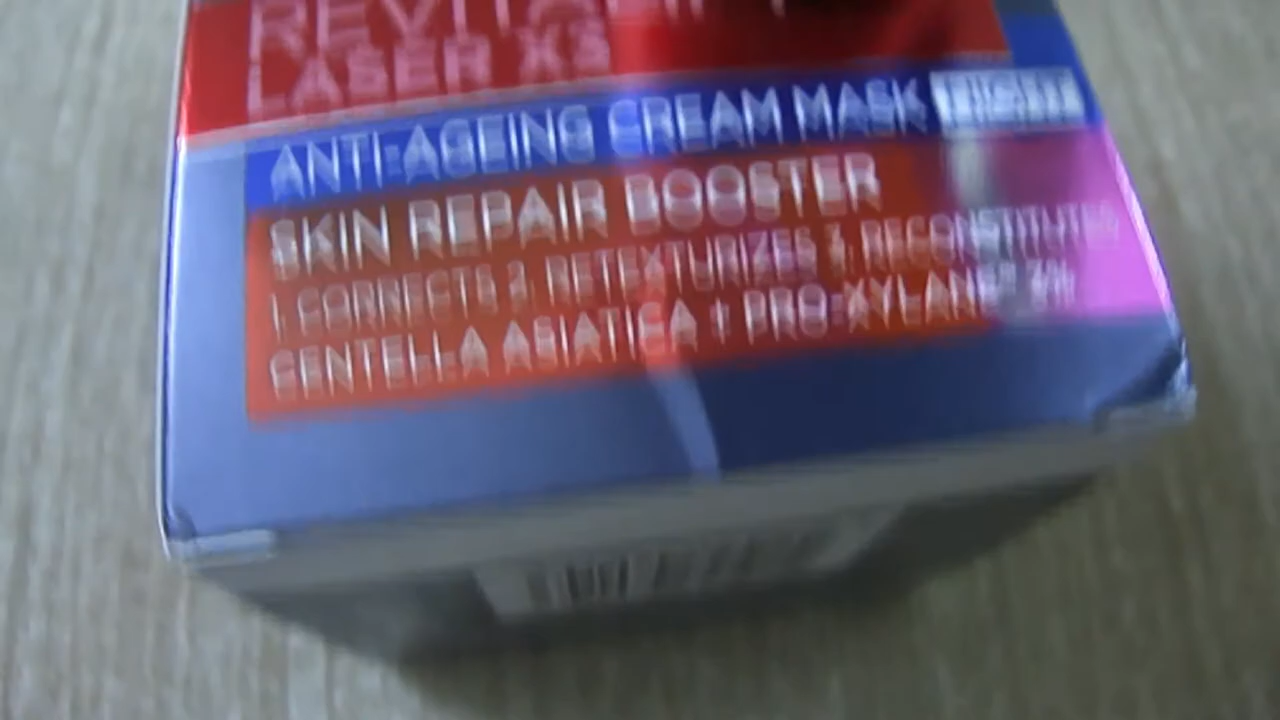 REVITALIFT
LASER X3
ANTI-AGEING CREAM MASK NIGHT
SKIN REPAIR BOOSTER
1. CORRECTS 2. RETEXTURIZES 3. RECONSTITUTES
CENTELLA ASIATICA + PRO-XYLANE 3%